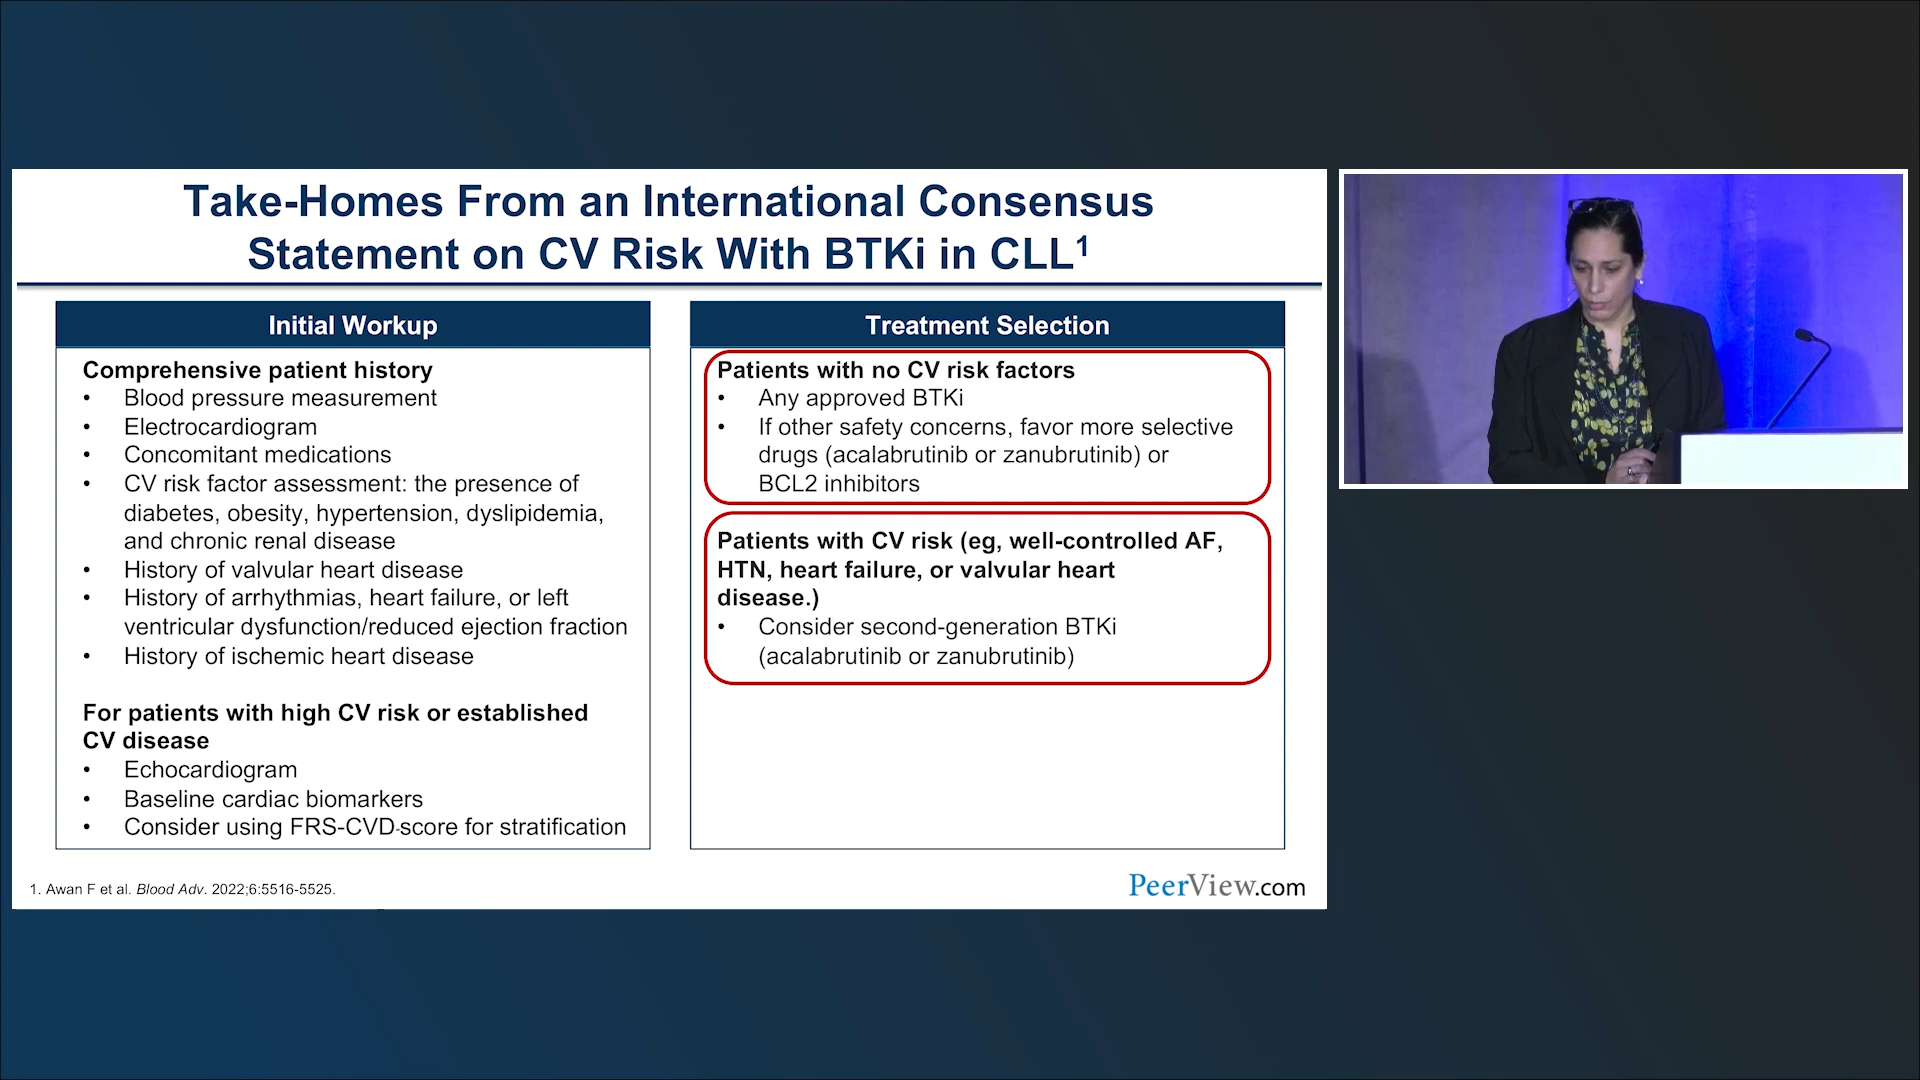 Take-Homes From an International Consensus
Statement on CV Risk With BTKi in CLL¹
Initial Workup
Comprehensive patient history
• Blood pressure measurement
• Electrocardiogram
• Concomitant medications
• CV risk factor assessment: the presence of
diabetes, obesity, hypertension, dyslipidemia,
and chronic renal disease
• History of valvular heart disease
• History of arrhythmias, heart failure, or left
ventricular dysfunction/reduced ejection fraction
• History of ischemic heart disease
For patients with high CV risk or established
CV disease
• Echocardiogram
• Baseline cardiac biomarkers
• Consider using FRS-CVD-score for stratification
Treatment Selection
Patients with no CV risk factors
• Any approved BTKi
• If other safety concerns, favor more selective
drugs (acalabrutinib or zanubrutinib) or
BCL2 inhibitors
Patients with CV risk (eg, well-controlled AF,
HTN, heart failure, or valvular heart
disease.)
• Consider second-generation BTKi
(acalabrutinib or zanubrutinib)
1. Awan F et al. Blood Adv. 2022;6:5516-5525.
PeerView.com